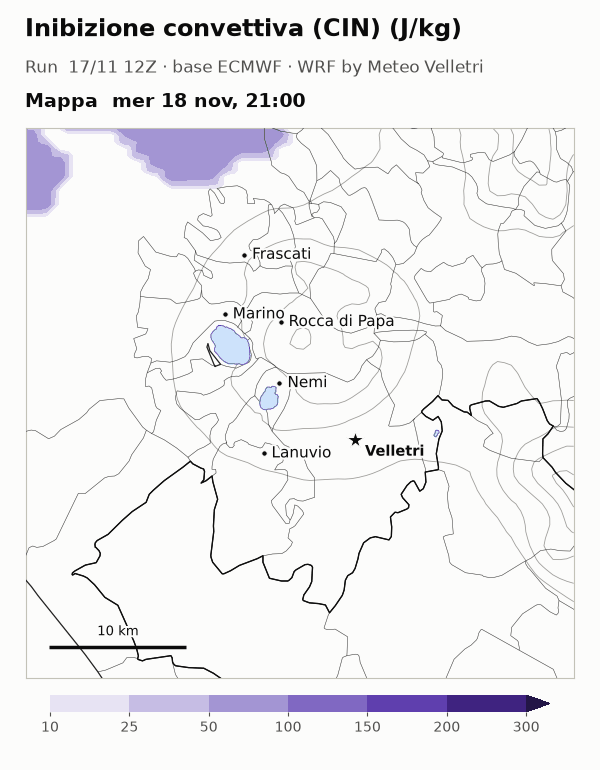 Inibizione convettiva (CIN) (J/kg)
Run  17/11 12Z · base ECMWF · WRF by Meteo Velletri
Mappa  mer 18 nov, 21:00
Frascati
Marino
Rocca di Papa
Nemi
Velletri
Lanuvio
10 km
10 25 50 100 150 200 300